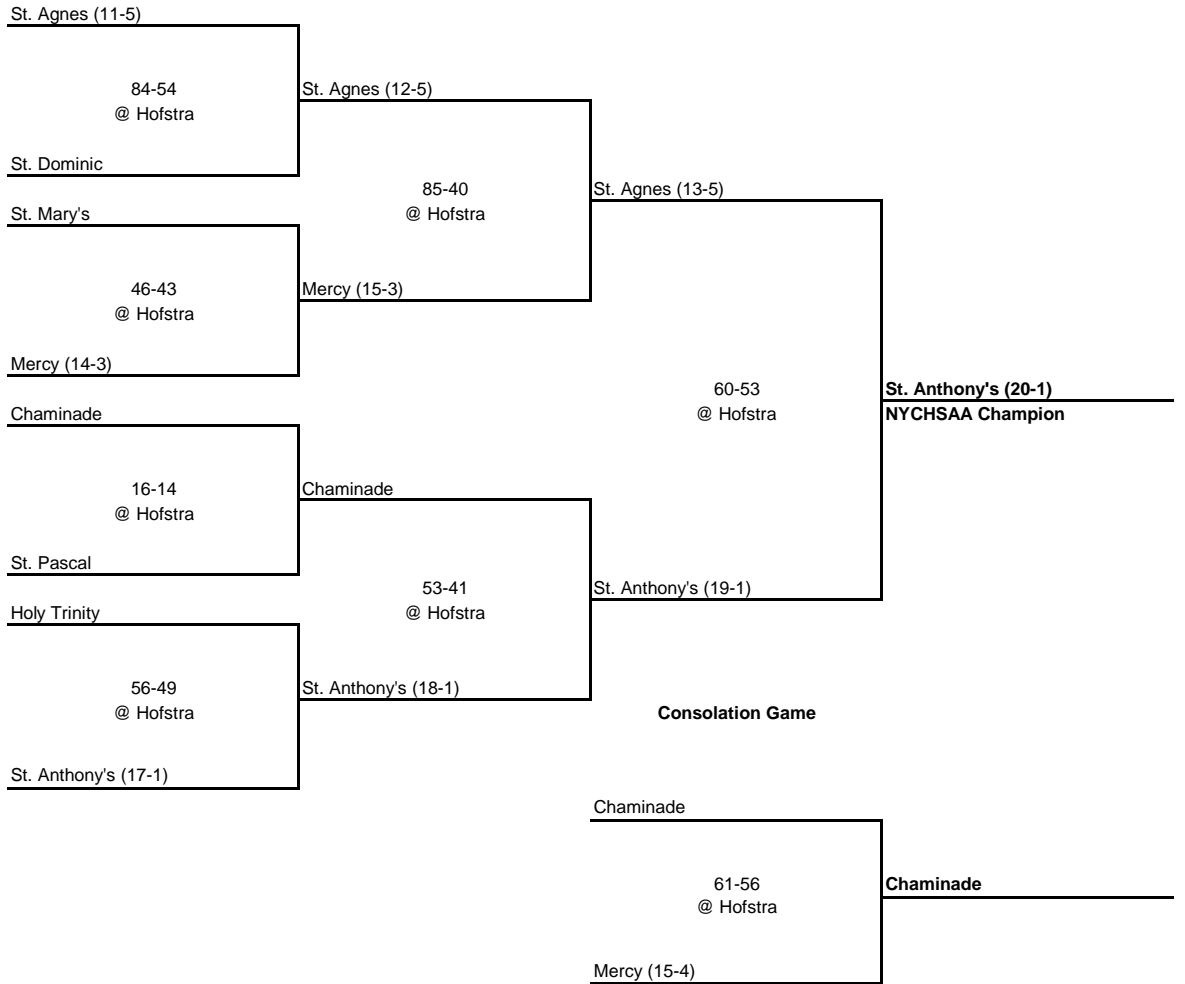 St. Agnes (11-5)
84-54
@ Hofstra
St. Agnes (12-5)
St. Dominic
85-40
@ Hofstra
St. Agnes (13-5)
St. Mary's
46-43
@ Hofstra
Mercy (15-3)
Mercy (14-3)
60-53
@ Hofstra
St. Anthony's (20-1)
NYCHSAA Champion
Chaminade
16-14
@ Hofstra
Chaminade
St. Pascal
53-41
@ Hofstra
St. Anthony's (19-1)
Holy Trinity
56-49
@ Hofstra
St. Anthony's (18-1)
Consolation Game
St. Anthony's (17-1)
Chaminade
61-56
@ Hofstra
Chaminade
Mercy (15-4)